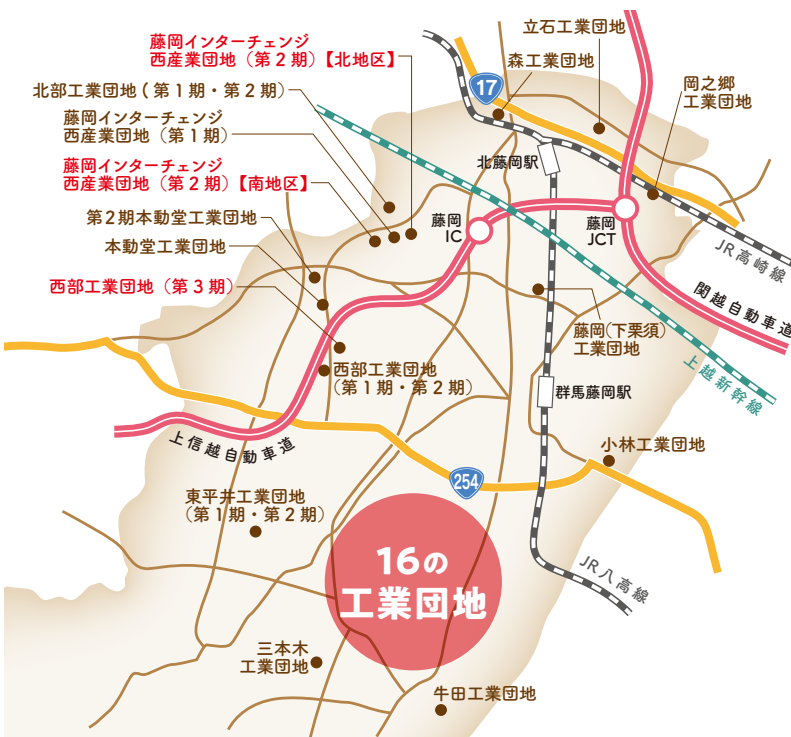 藤岡インターチェンジ
西産業団地（第２期）【北地区】
北部工業団地（第１期・第２期）
藤岡インターチェンジ
西産業団地（第１期）
藤岡インターチェンジ
西産業団地（第２期）【南地区】
第２期本動堂工業団地
本動堂工業団地
西部工業団地（第３期）
立石工業団地
17
森工業団地
岡之郷
工業団地
北藤岡駅
藤岡
IC
藤岡
JCT
JR高崎線
関越自動車道
上越新幹線
藤岡(下栗須)
工業団地
西部工業団地
（第１期・第２期）
群馬藤岡駅
上信越自動車道
小林工業団地
254
東平井工業団地
（第１期・第２期）
16の
工業団地
JR八高線
三本木
工業団地
牛田工業団地